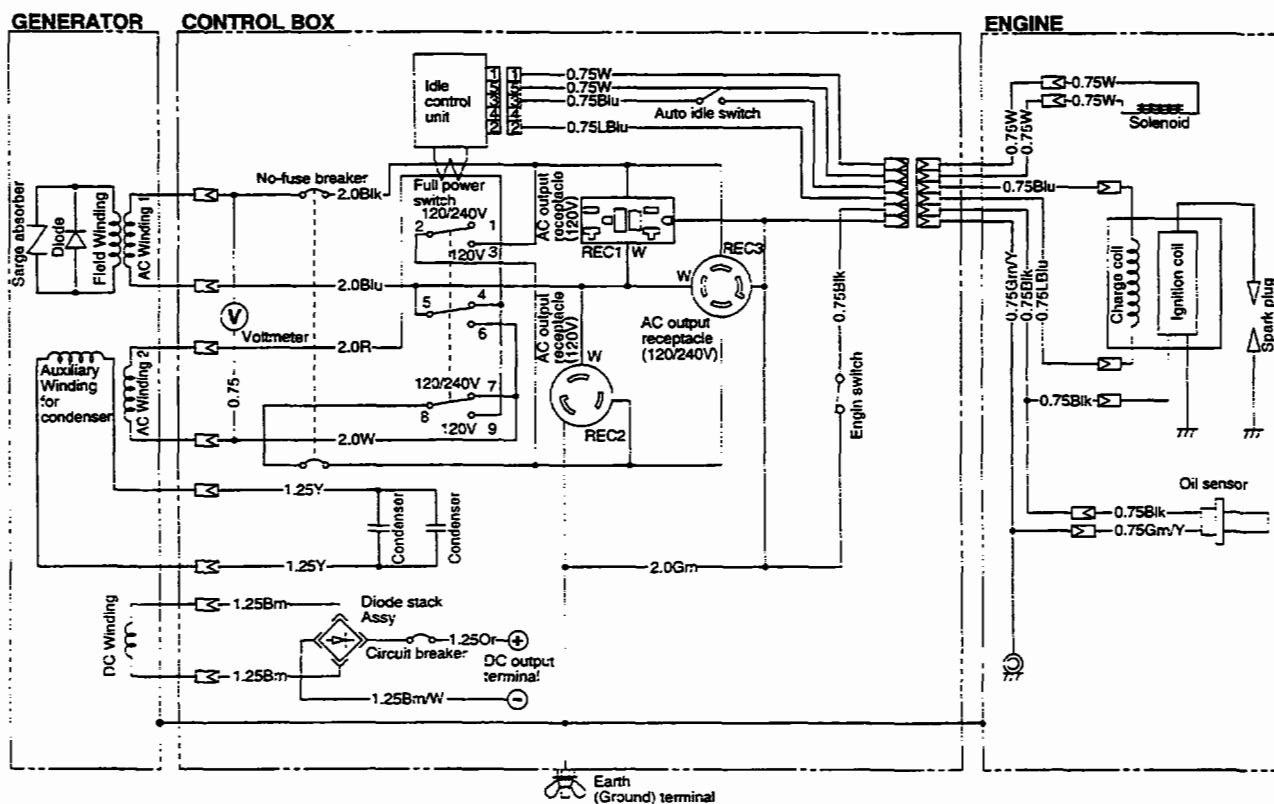 GENERATOR
CONTROL BOX
ENGINE
Idle
control
unit
1
5
3
4
2
1
5
3
4
2
0.75W
0.75W
0.75Blu
0.75LBlu
Auto idle switch
0.75W
0.75W
Solenoid
0.75W
0.75W
No-fuse breaker
2.0Blk
Full power
switch
120/240V
2
1
3
120V
AC output
receptacle
(120V)
REC1
W
W
REC3
0.75Blu
Sarge absorber
Diode
Field Winding
AC Winding 1
2.0Blu
5
4
6
AC output
receptacle
(120V)
W
AC output
receptacle
(120/240V)
0.75Blk
0.75Grn/Y
0.75Blk
0.75LBlu
Charge coil
Ignition coil
Spark plug
V
Voltmeter
2.0R
Auxiliary
Winding
for
condenser
AC Winding 2
0.75
120/240V
7
8
120V
9
REC2
Engin switch
0.75Blk
2.0W
1.25Y
Condenser
Condenser
Oil sensor
0.75Blk
0.75Grn/Y
1.25Y
2.0Grn
DC Winding
1.25Brn
Diode stack
Assy
1.25Or
+
Circuit breaker
DC output
terminal
1.25Brn
1.25Brn/W
−
Earth
(Ground) terminal